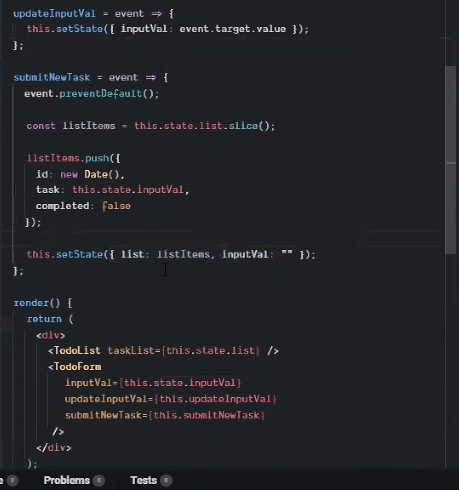 updateInputVal = event => {
this.setState({ inputVal: event.target.value });
};
submitNewTask = event => {
event.preventDefault();
const listItems = this.state.list.slice();
listItems.push({
id: new Date(),
task: this.state.inputVal,
completed: false
});
this.setState({ list: listItems, inputVal: "" });
};
render() {
return (
<div>
<TodoList taskList={this.state.list} />
<TodoForm
inputVal={this.state.inputVal}
updateInputVal={this.updateInputVal}
submitNewTask={this.submitNewTask}
/>
</div>
);
e Problems Tests